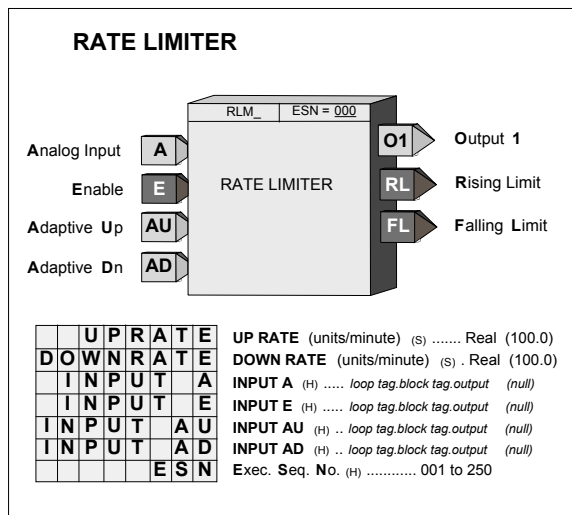 RATE LIMITER
RLM_ ESN = 000
Analog Input A
Enable E
Adaptive Up AU
Adaptive Dn AD
RATE LIMITER
O1 Output 1
RL Rising Limit
FL Falling Limit
UPRATE UP RATE (units/minute) (S) ....... Real (100.0)
DOWNRATE DOWN RATE (units/minute) (S) . Real (100.0)
INPUT A INPUT A (H) ..... loop tag.block tag.output (null)
INPUT E INPUT E (H) ..... loop tag.block tag.output (null)
INPUT AU INPUT AU (H) .. loop tag.block tag.output (null)
INPUT AD INPUT AD (H) .. loop tag.block tag.output (null)
ESN Exec. Seq. No. (H) ............ 001 to 250